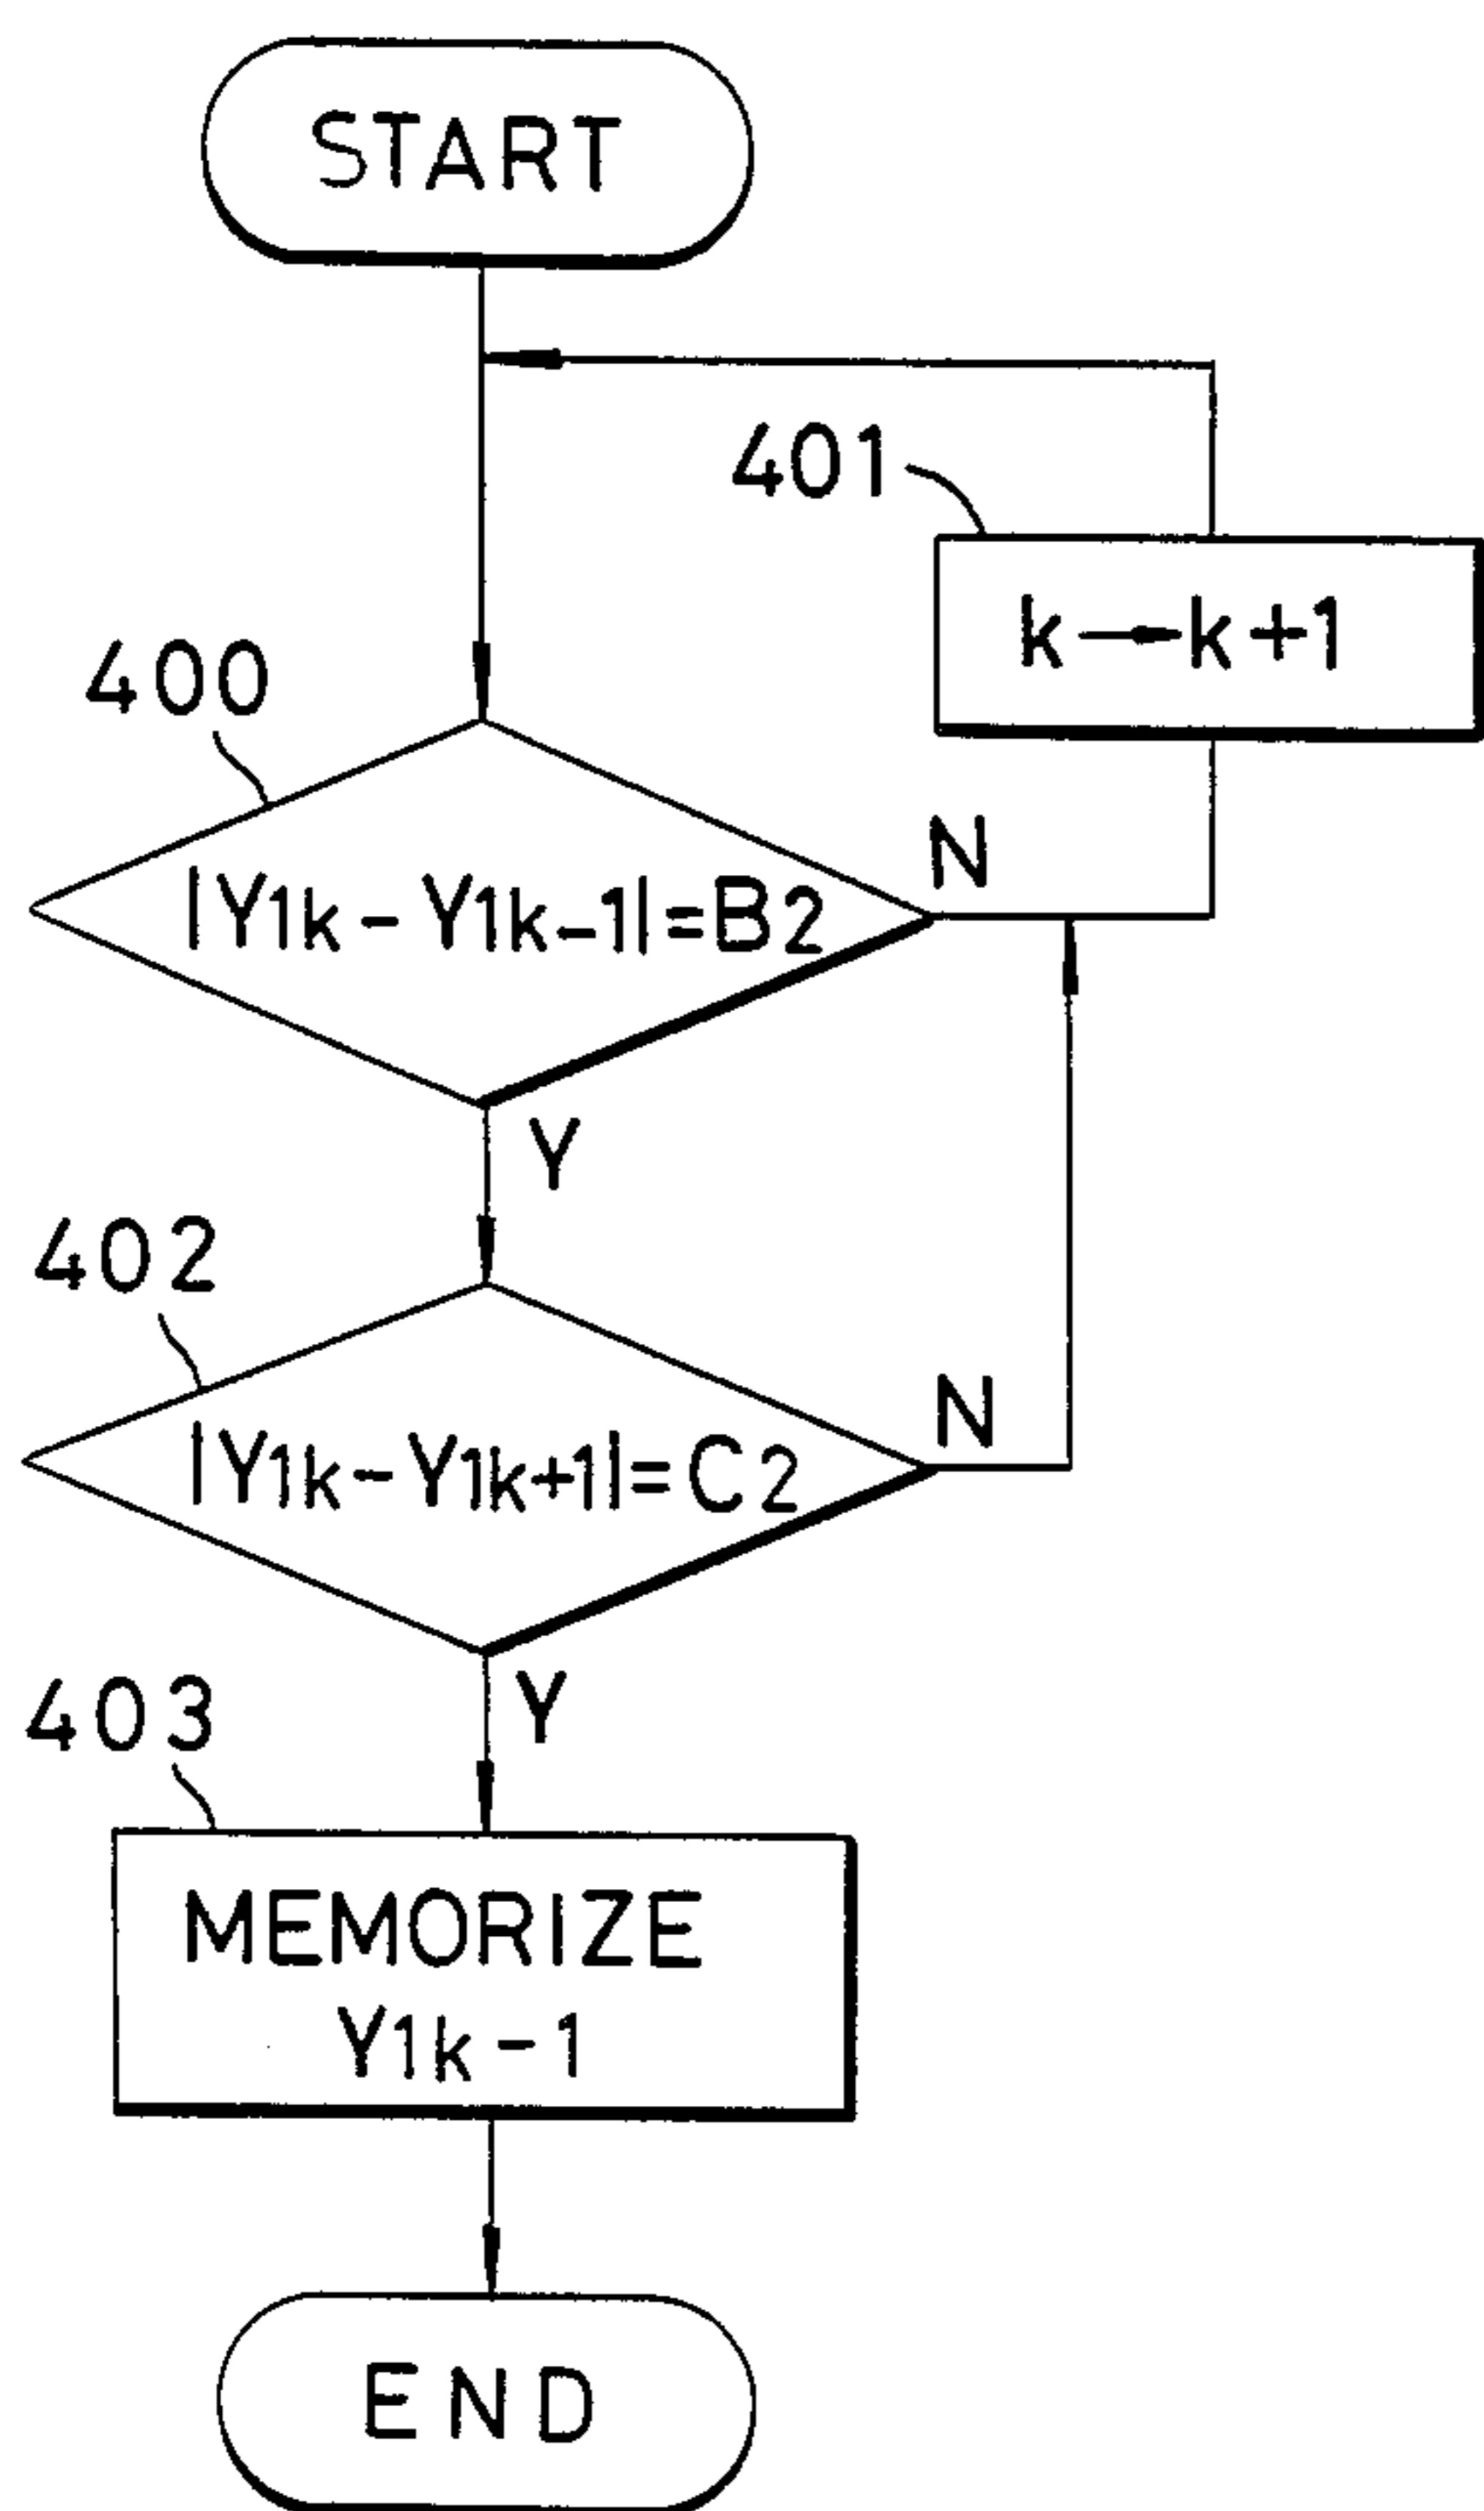 START
401
k→k+1
400
|Y1k-Y1k-1|=B2
N
Y
402
|Y1k-Y1k+1|=C2
N
Y
403
MEMORIZE
Y1k-1
END